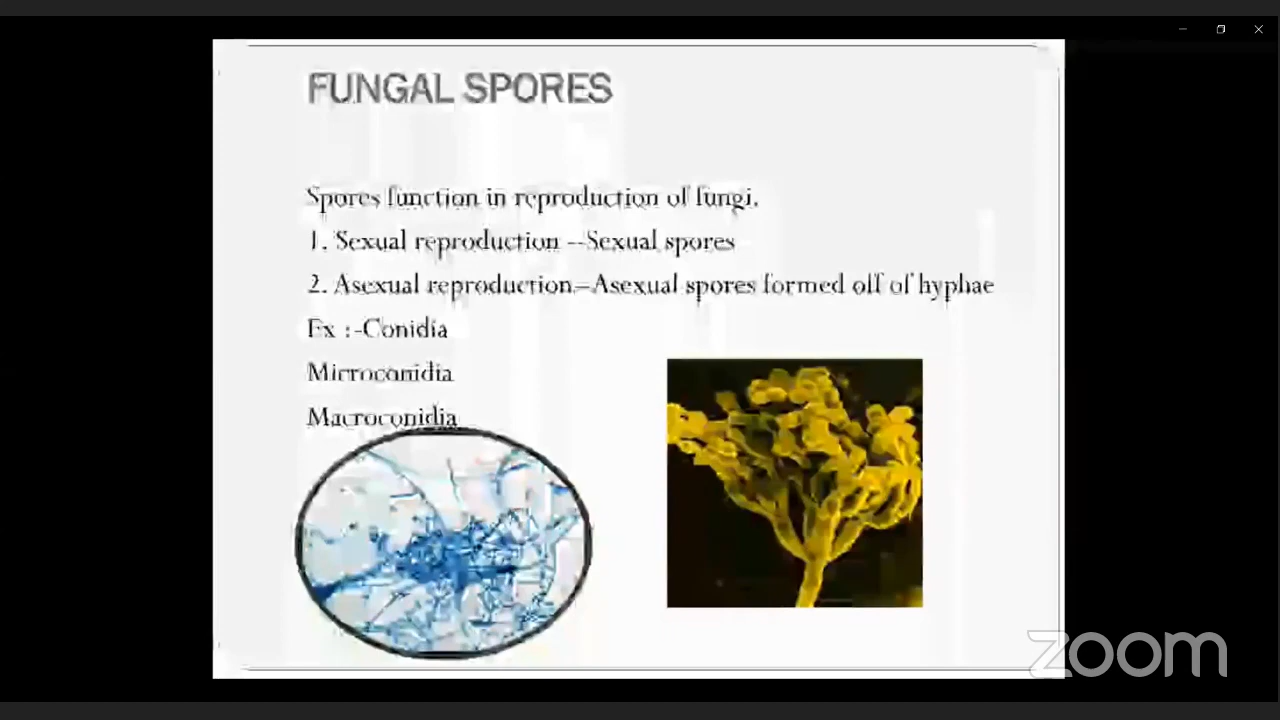 FUNGAL SPORES
Spores function in reproduction of fungi.
1. Sexual reproduction --Sexual spores
2. Asexual reproduction–Asexual spores formed off of hyphae
Ex :-Conidia
Microconidia
Macroconidia
zoom